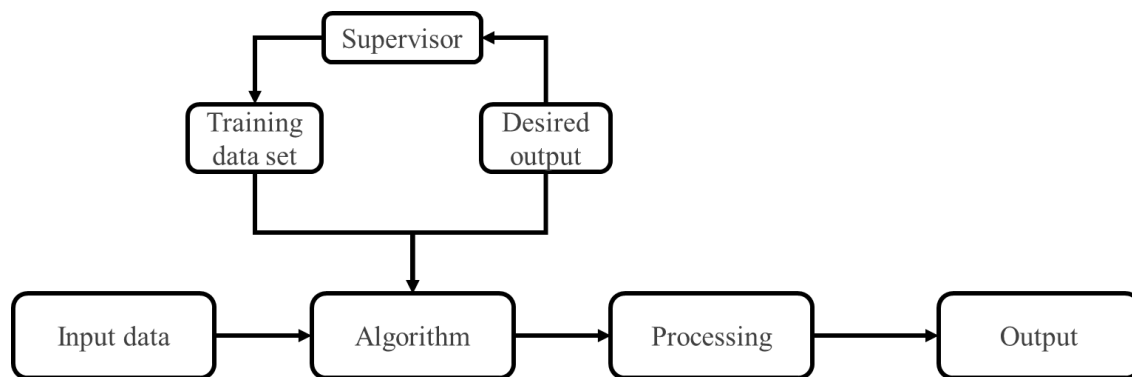 Supervisor
Training
data set
Desired
output
Input data
Algorithm
Processing
Output